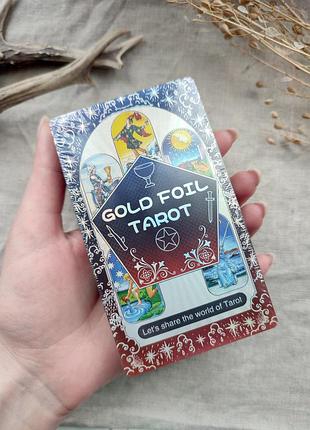 GOLD FOIL
TAROT
Let's share the world of Tarot